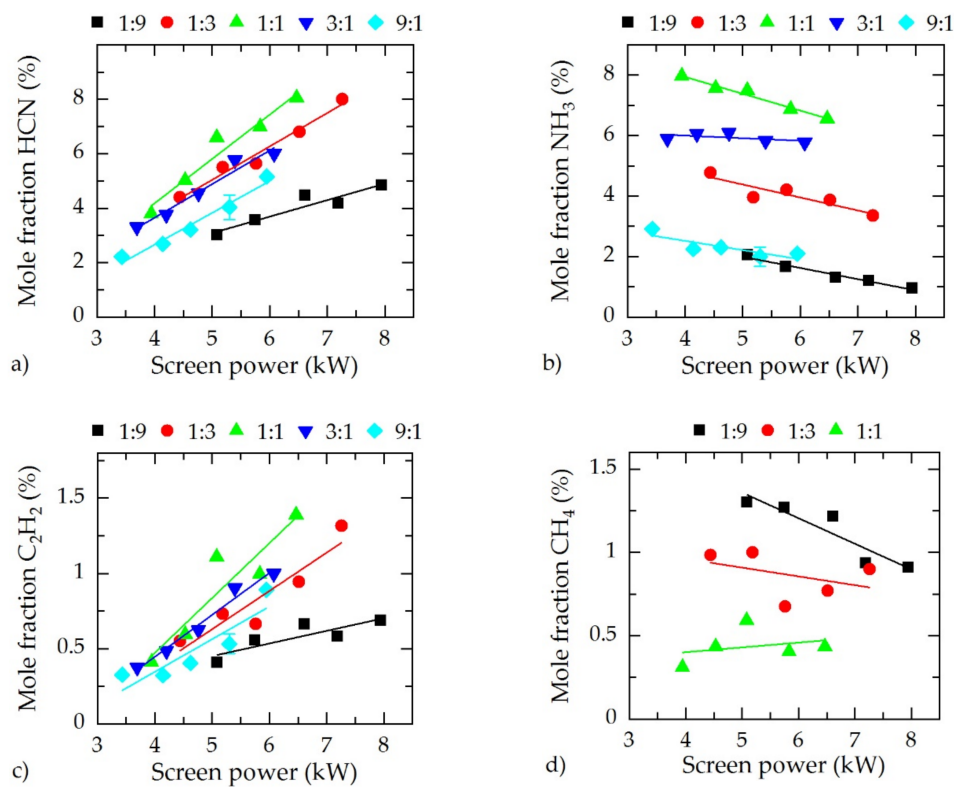 1:9 1:3 1:1 3:1 9:1
Mole fraction HCN (%)
8
6
4
2
0
3 4 5 6 7 8
Screen power (kW)
a)
1:9 1:3 1:1 3:1 9:1
Mole fraction NH3 (%)
8
6
4
2
0
3 4 5 6 7 8
Screen power (kW)
b)
1:9 1:3 1:1 3:1 9:1
Mole fraction C2H2 (%)
1.5
1
0.5
0
3 4 5 6 7 8
Screen power (kW)
c)
1:9 1:3 1:1
Mole fraction CH4 (%)
1.5
1
0.5
0
3 4 5 6 7 8
Screen power (kW)
d)